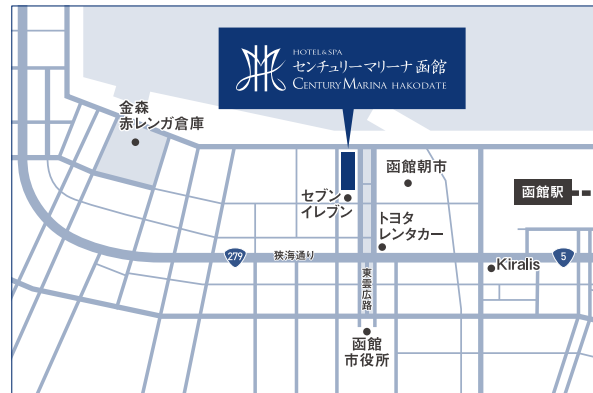 HOTEL&SPA
センチュリーマリーナ函館
CENTURY MARINA HAKODATE
金森
赤レンガ倉庫
函館朝市
函館駅
セブン
イレブン
トヨタ
レンタカー
279
狭海通り
Kiralis
5
東雲広路
函館
市役所